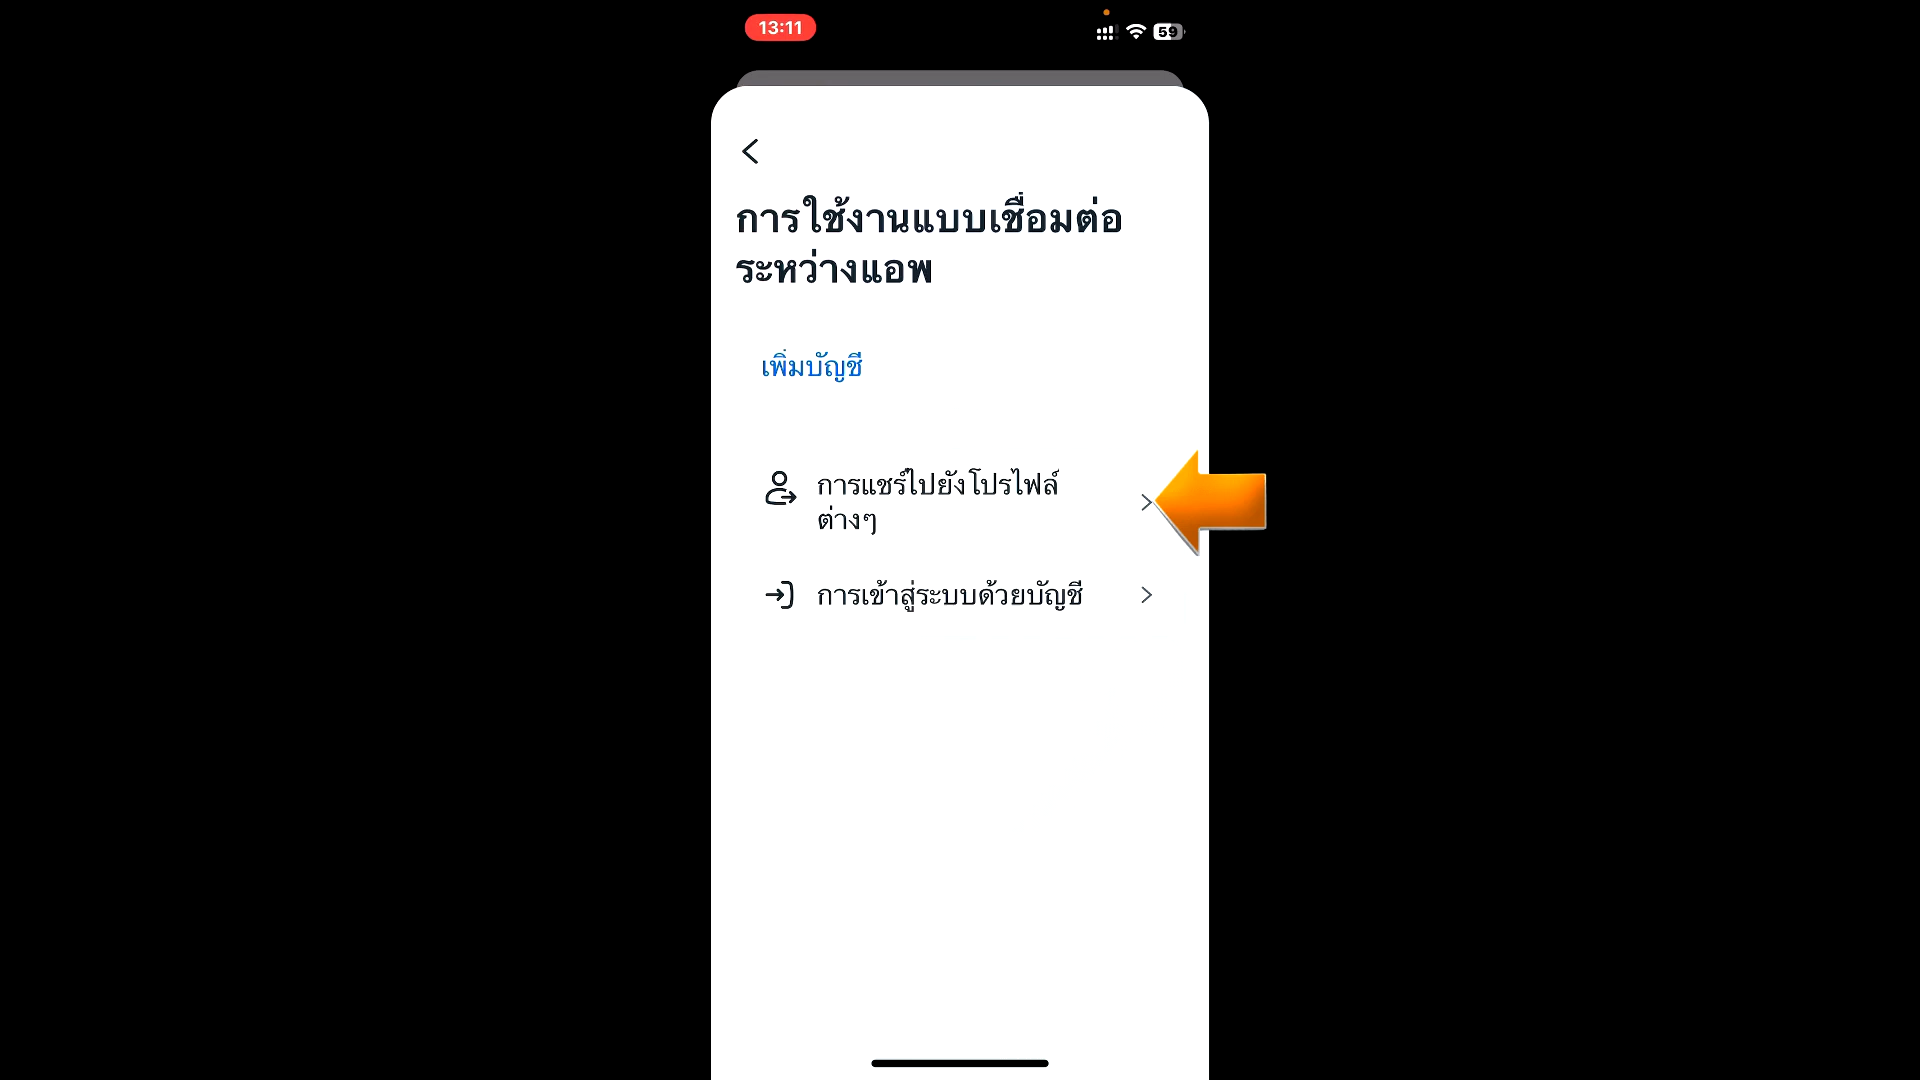 13:11
59
การใช้งานแบบเชื่อมต่อ
ระหว่างแอพ
เพิ่มบัญชี
การแชร์ไปยังโปรไฟล์
ต่างๆ
การเข้าสู่ระบบด้วยบัญชี